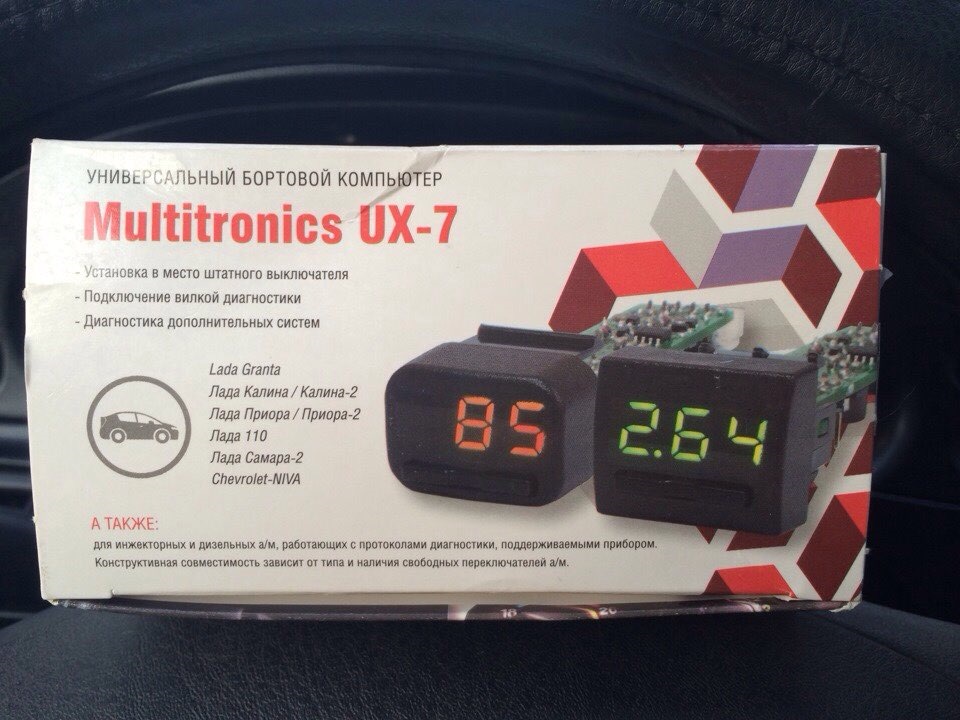 УНИВЕРСАЛЬНЫЙ БОРТОВОЙ КОМПЬЮТЕР
Multitronics UX-7
- Установка в место штатного выключателя
- Подключение вилкой диагностики
- Диагностика дополнительных систем
Lada Granta
Лада Калина / Калина-2
Лада Приора / Приора-2
Лада 110
Лада Самара-2
Chevrolet-NIVA
85
2.64
А ТАКЖЕ:
для инжекторных и дизельных а/м, работающих с протоколами диагностики, поддерживаемыми прибором.
Конструктивная совместимость зависит от типа и наличия свободных переключателей а/м.
18 20